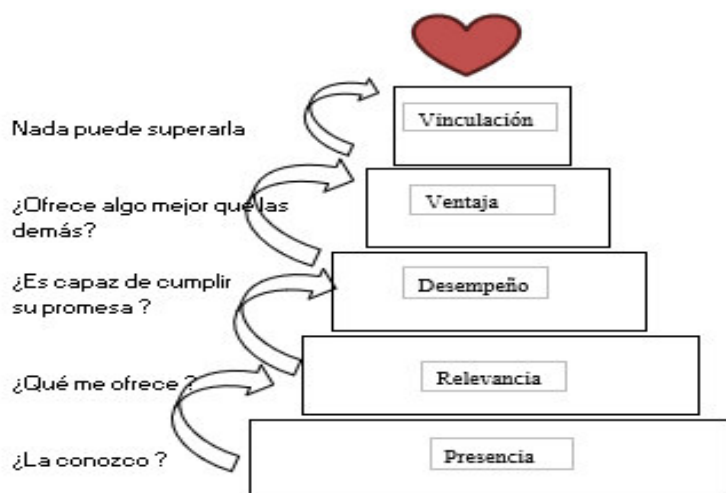 Nada puede superarla
Vinculación
¿Ofrece algo mejor que las
demás?
Ventaja
¿Es capaz de cumplir
su promesa ?
Desempeño
¿Qué me ofrece ?
Relevancia
¿La conozco ?
Presencia